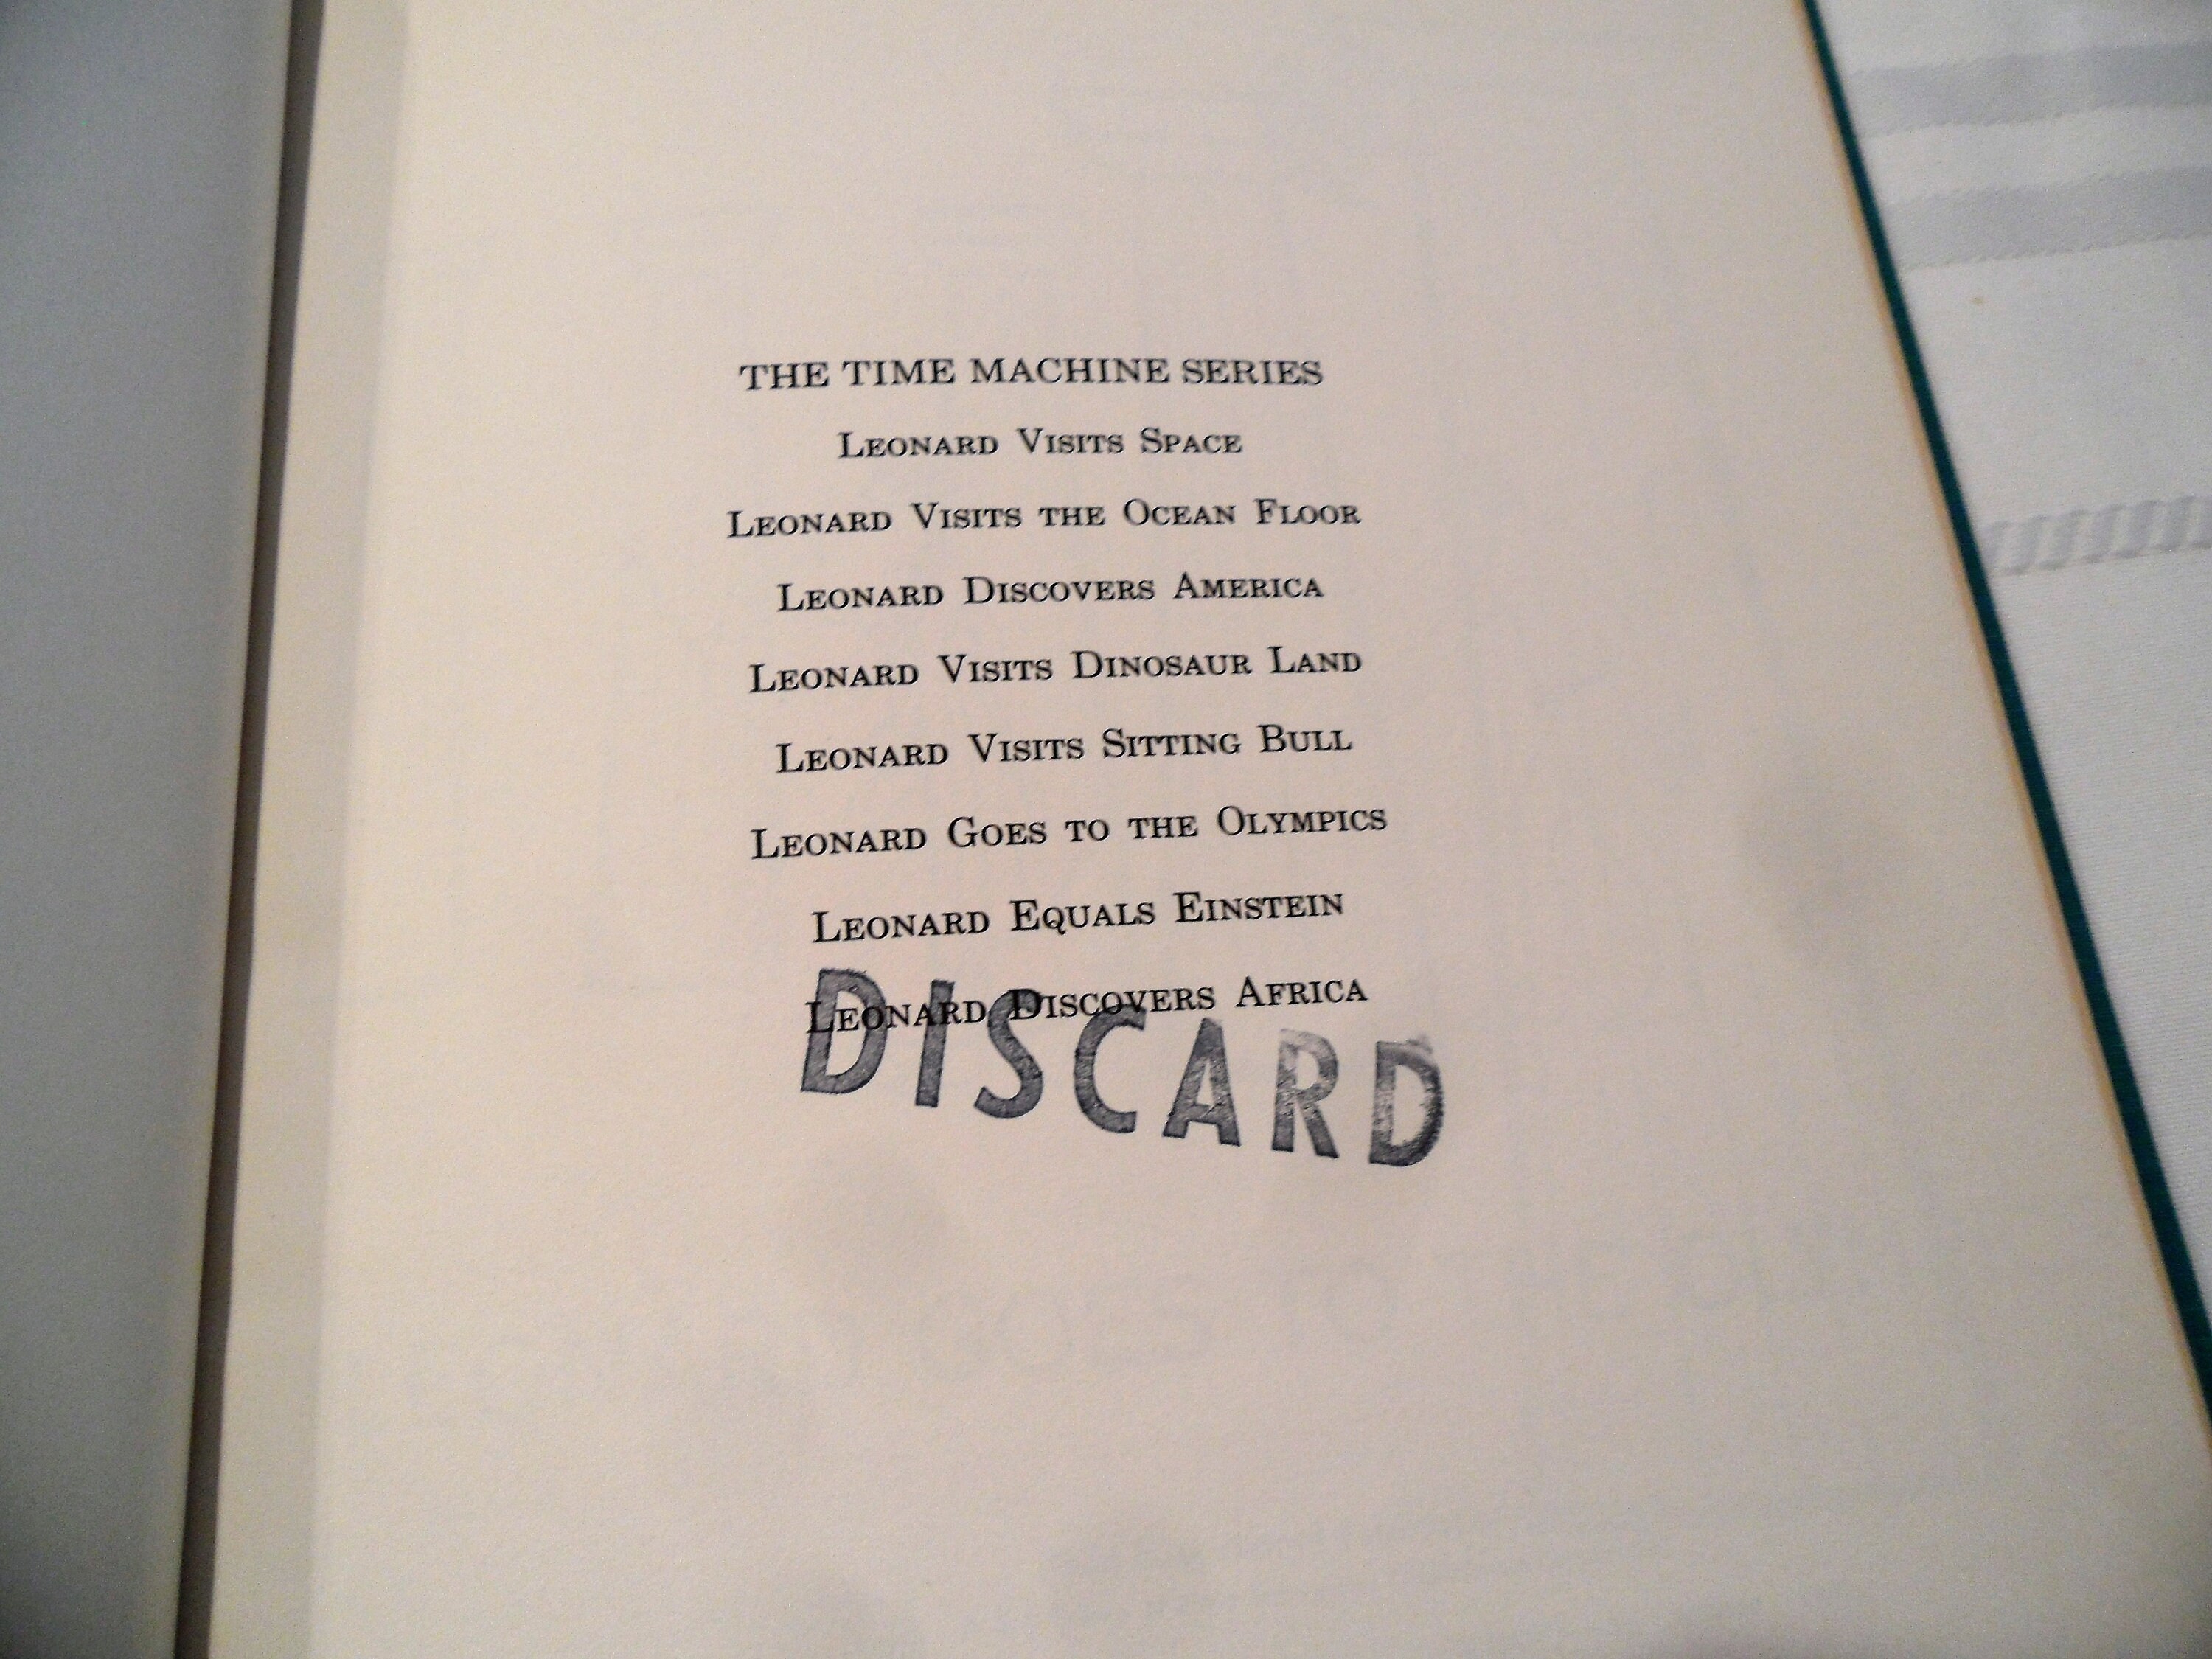 THE TIME MACHINE SERIES
LEONARD VISITS SPACE
LEONARD VISITS THE OCEAN FLOOR
LEONARD DISCOVERS AMERICA
LEONARD VISITS DINOSAUR LAND
LEONARD VISITS SITTING BULL
LEONARD GOES TO THE OLYMPICS
LEONARD EQUALS EINSTEIN
LEONARD DISCOVERS AFRICA
DISCARD